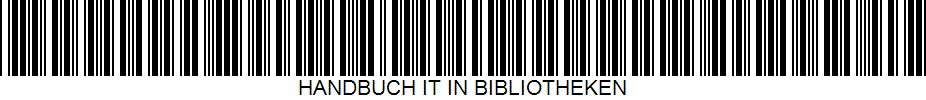 HANDBUCH IT IN BIBLIOTHEKEN